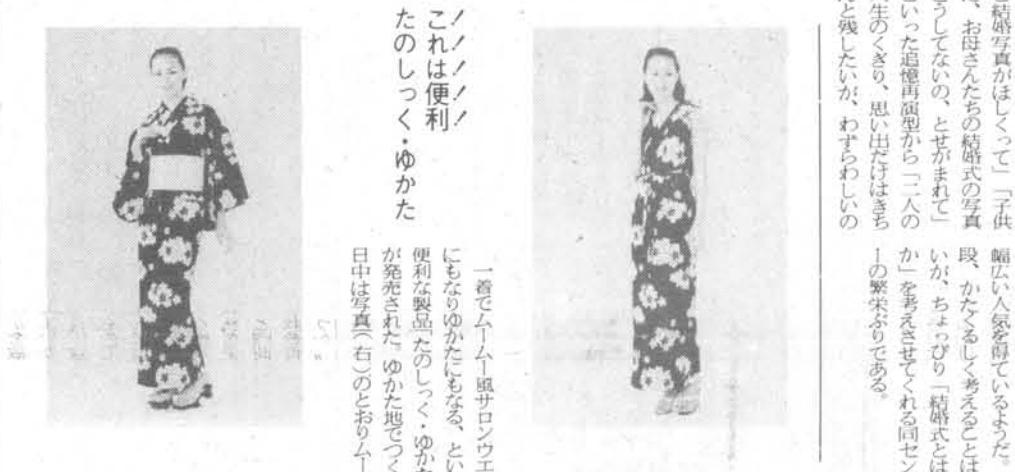 結婚写真がほしくって」「子供
、お母さんたちの結婚式の写真
うしてないの、とせがまれて」
いった追憶再演型から「二人の
生のくぎり、思い出だけはきち
と残したいが、わずらわしいの
幅広い人気を得ているようだ。
段、かたくるしく考えることは
いが、ちょっぴり「結婚式とは
か」を考えさせてくれる同セ
ーの繁栄ぶりである。
これは便利
たのしっく・ゆかた
一着でムームー風サロンウエ
にもなりゆかたにもなる、とい
便利な製品「たのしっく・ゆかた
が発売された。ゆかた地でつく
日中は写真(右)のとおりムー